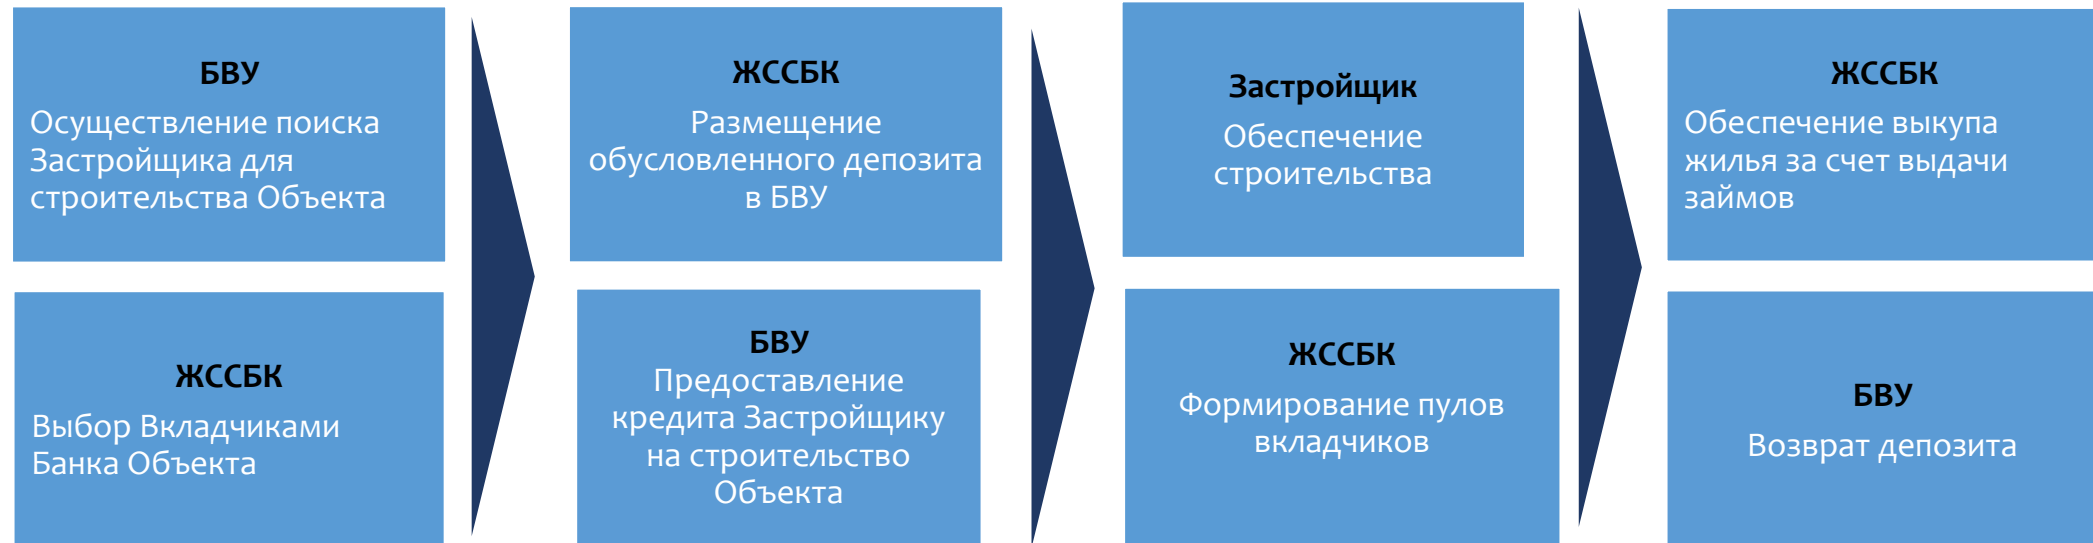 БВУ
Осуществление поиска
Застройщика для
строительства Объекта
ЖССБК
Выбор Вкладчиками
Банка Объекта
ЖССБК
Размещение
обусловленного депозита
в БВУ
БВУ
Предоставление
кредита Застройщику
на строительство
Объекта
Застройщик
Обеспечение
строительства
ЖССБК
Формирование пулов
вкладчиков
ЖССБК
Обеспечение выкупа
жилья за счет выдачи
займов
БВУ
Возврат депозита